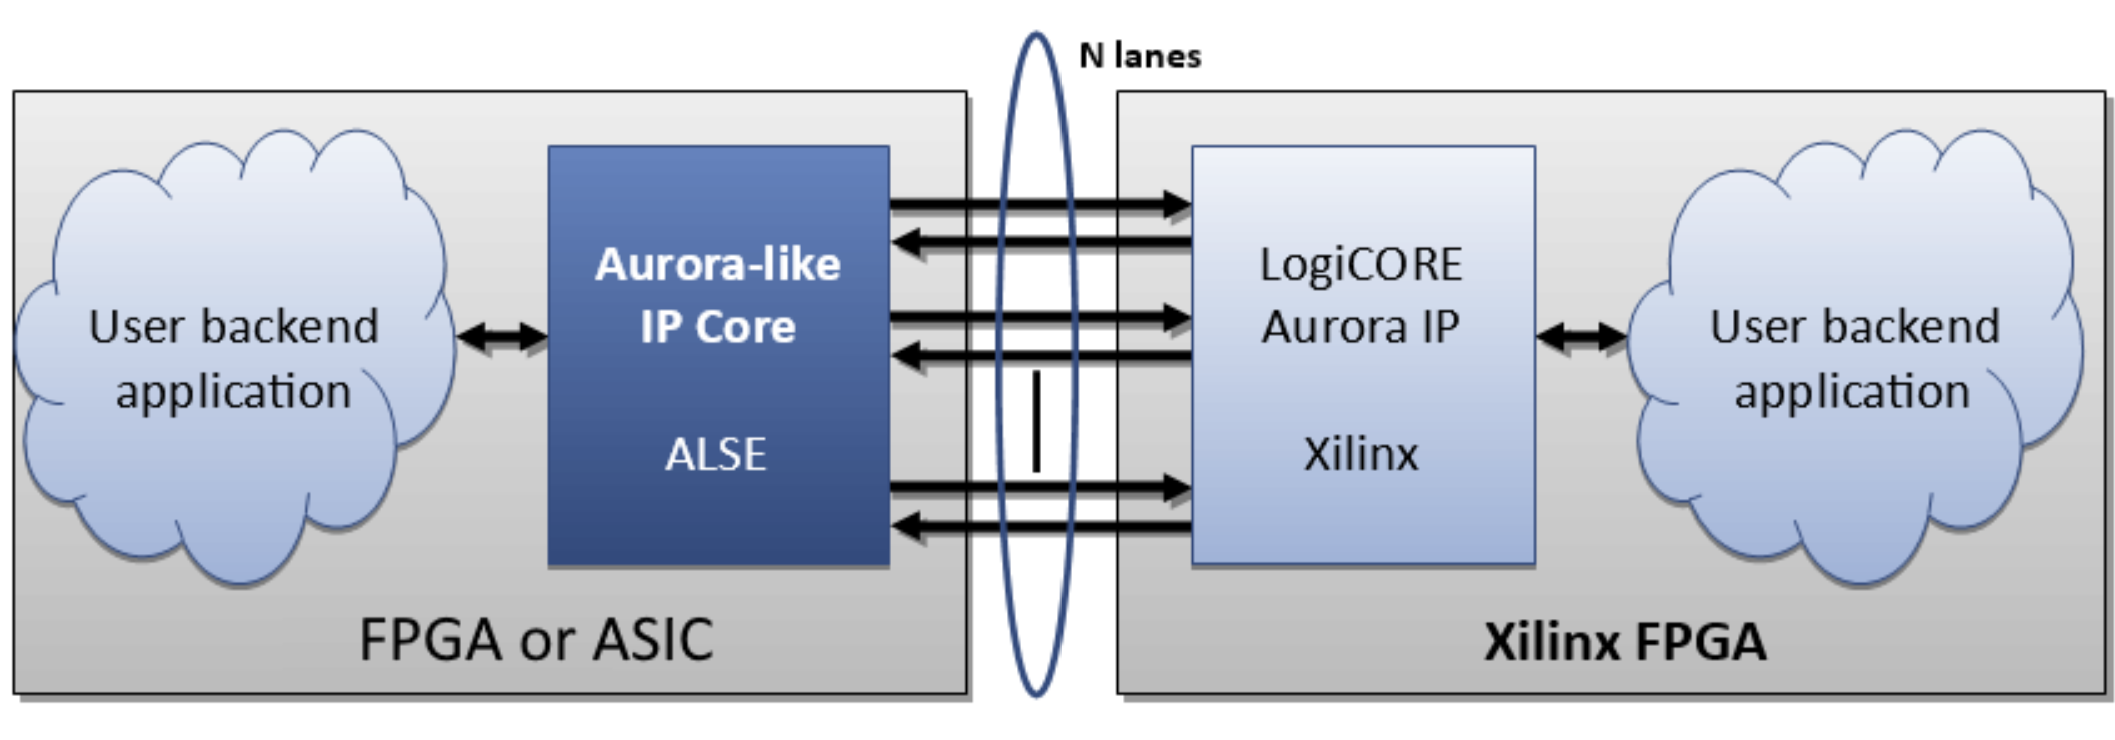 N lanes
User backend
application
Aurora-like
IP Core
ALSE
LogiCORE
Aurora IP
Xilinx
User backend
application
FPGA or ASIC
Xilinx FPGA